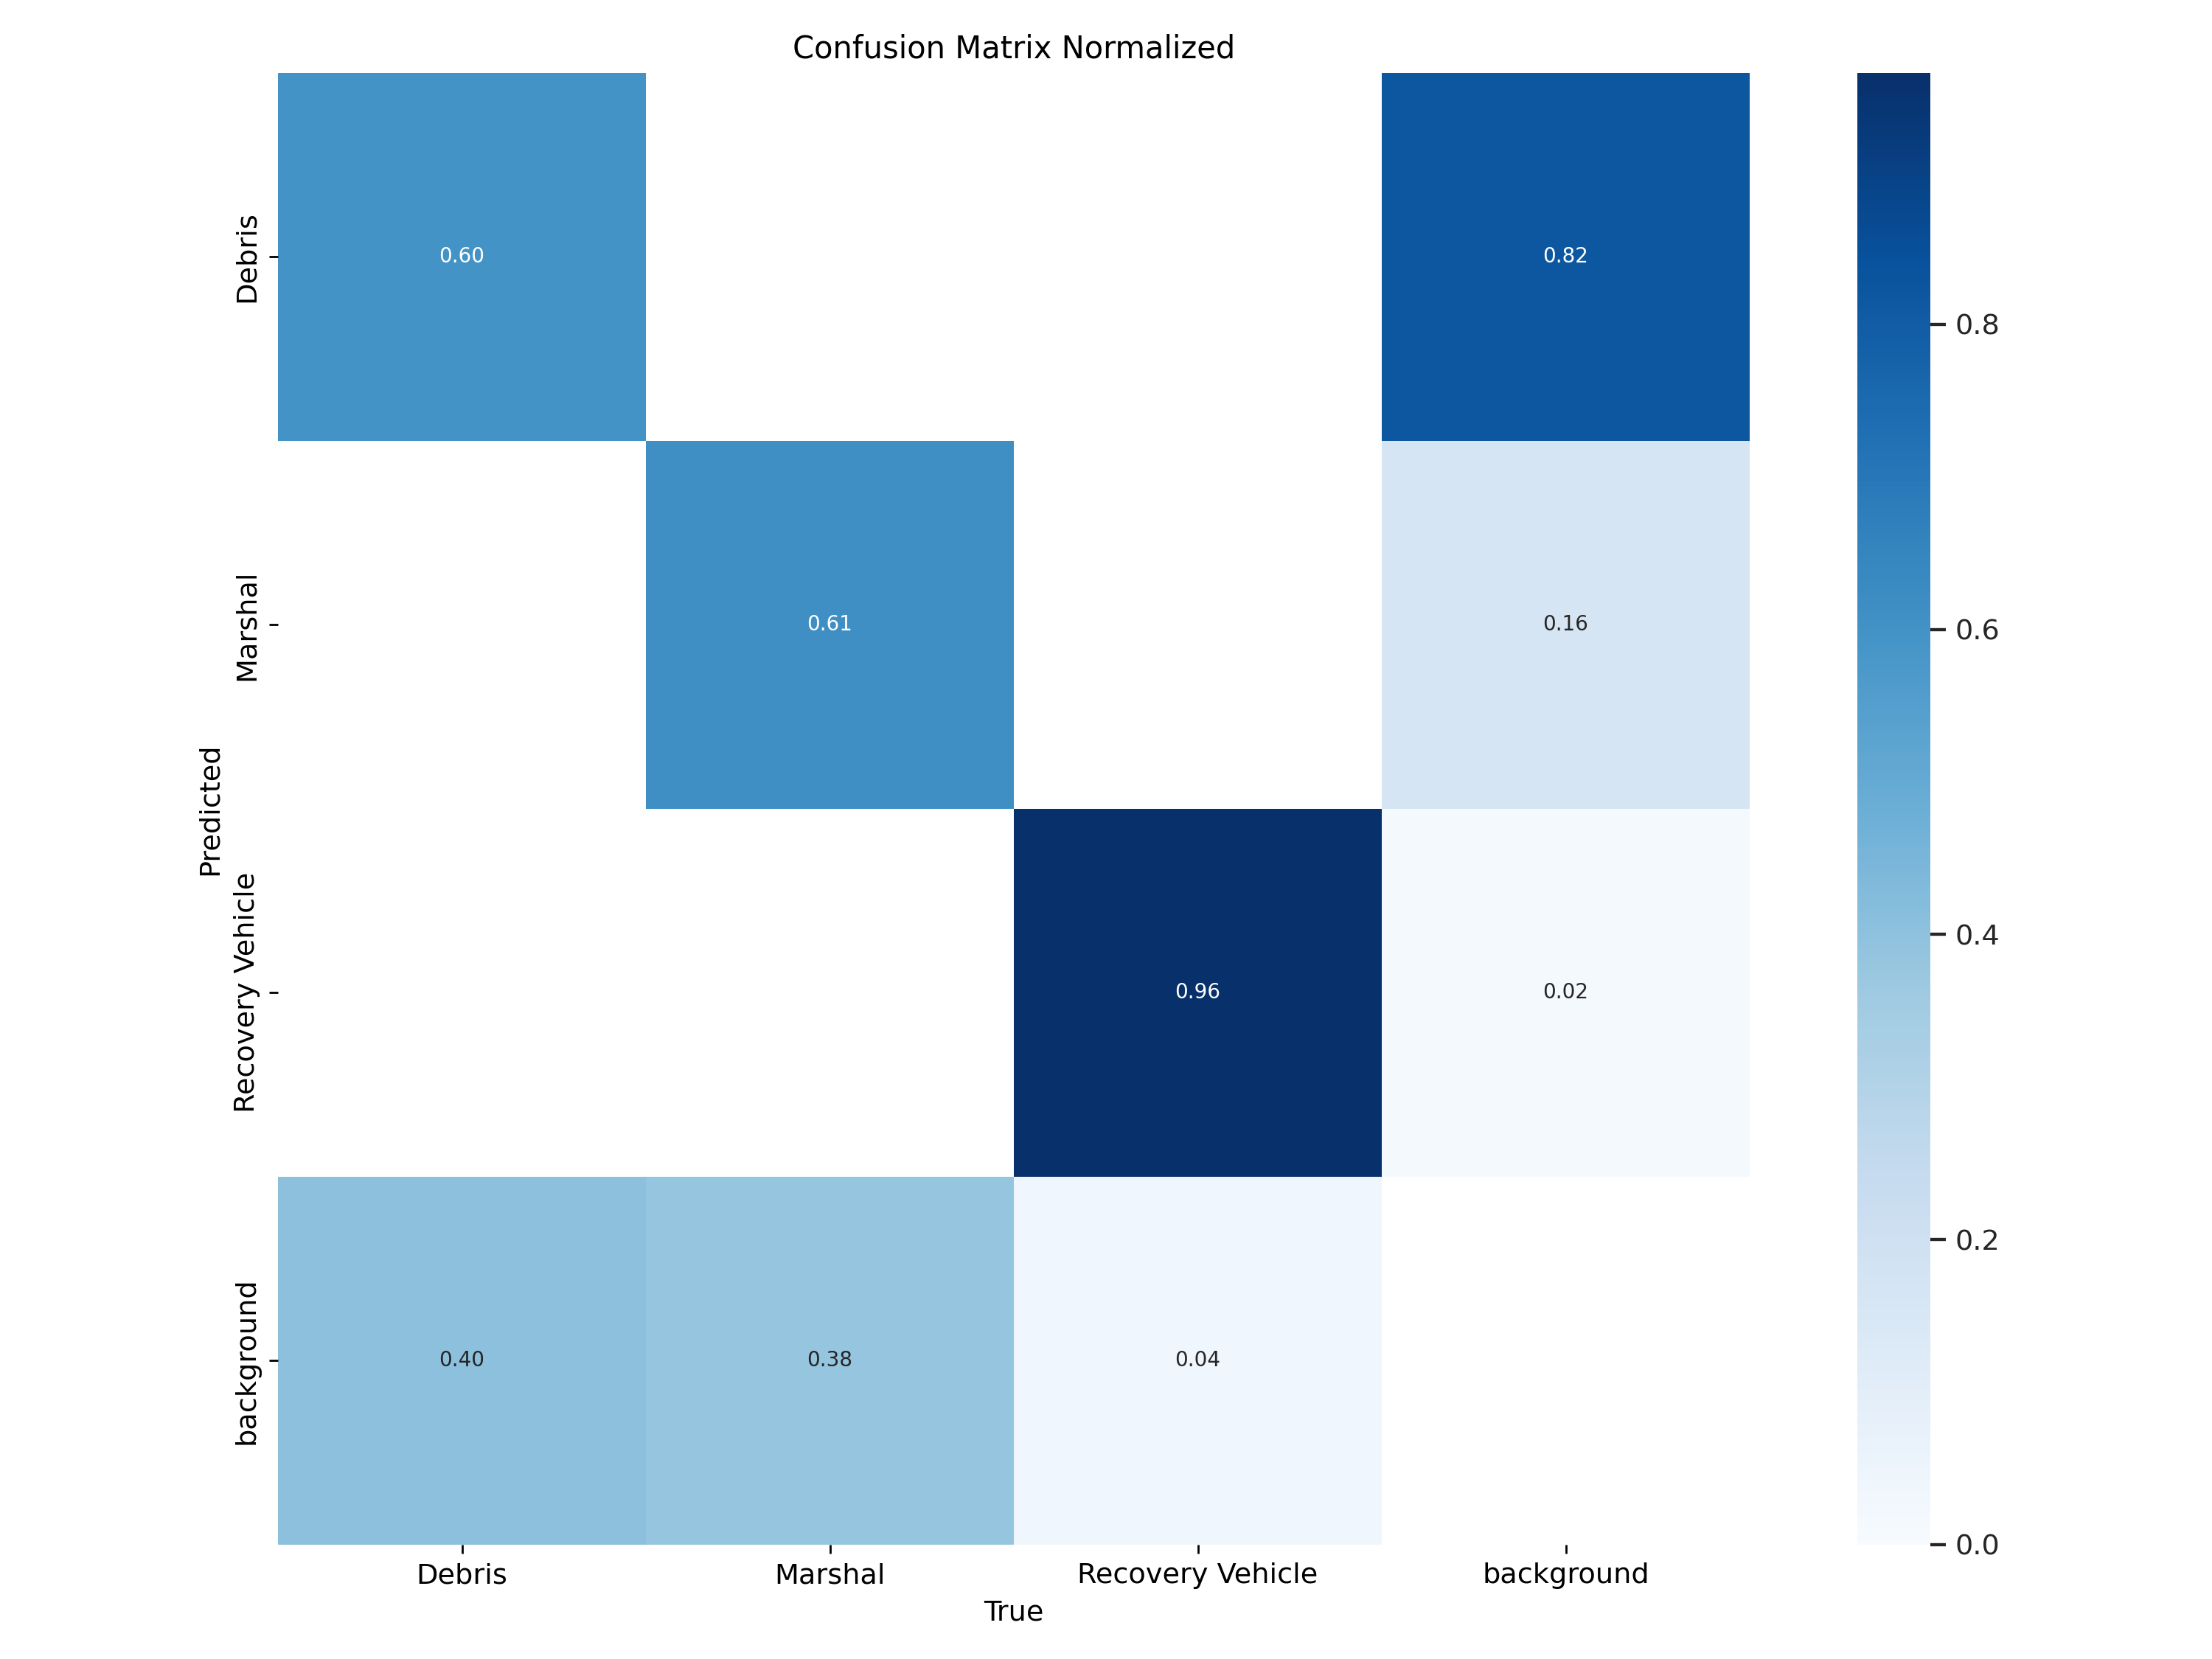 Confusion Matrix Normalized
Predicted
Debris
0.60
0.82
Marshal
0.61
0.16
Recovery Vehicle
0.96
0.02
background
0.40
0.38
0.04
Debris
Marshal
Recovery Vehicle
background
True
0.8
0.6
0.4
0.2
0.0